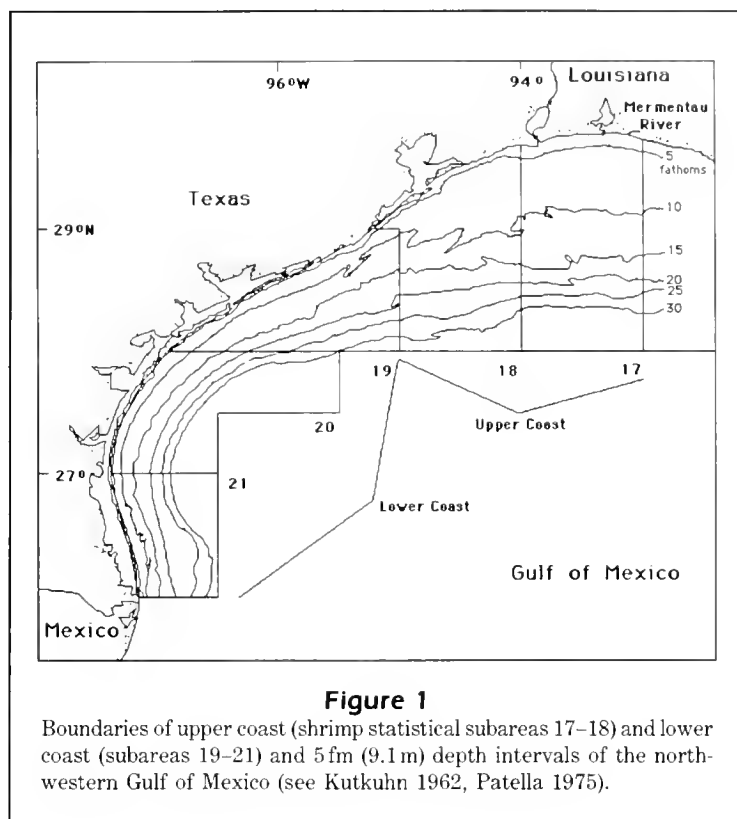 96°W
94°
Louisiana
Mermentau
River
5
fathoms
Texas
10
29°N
15
20
25
30
19
18
17
20
Upper Coast
27°
21
Lower Coast
Gulf of Mexico
Mexico
Figure 1
Boundaries of upper coast (shrimp statistical subareas 17–18) and lower
coast (subareas 19–21) and 5 fm (9.1 m) depth intervals of the north-
western Gulf of Mexico (see Kutkuhn 1962, Patella 1975).